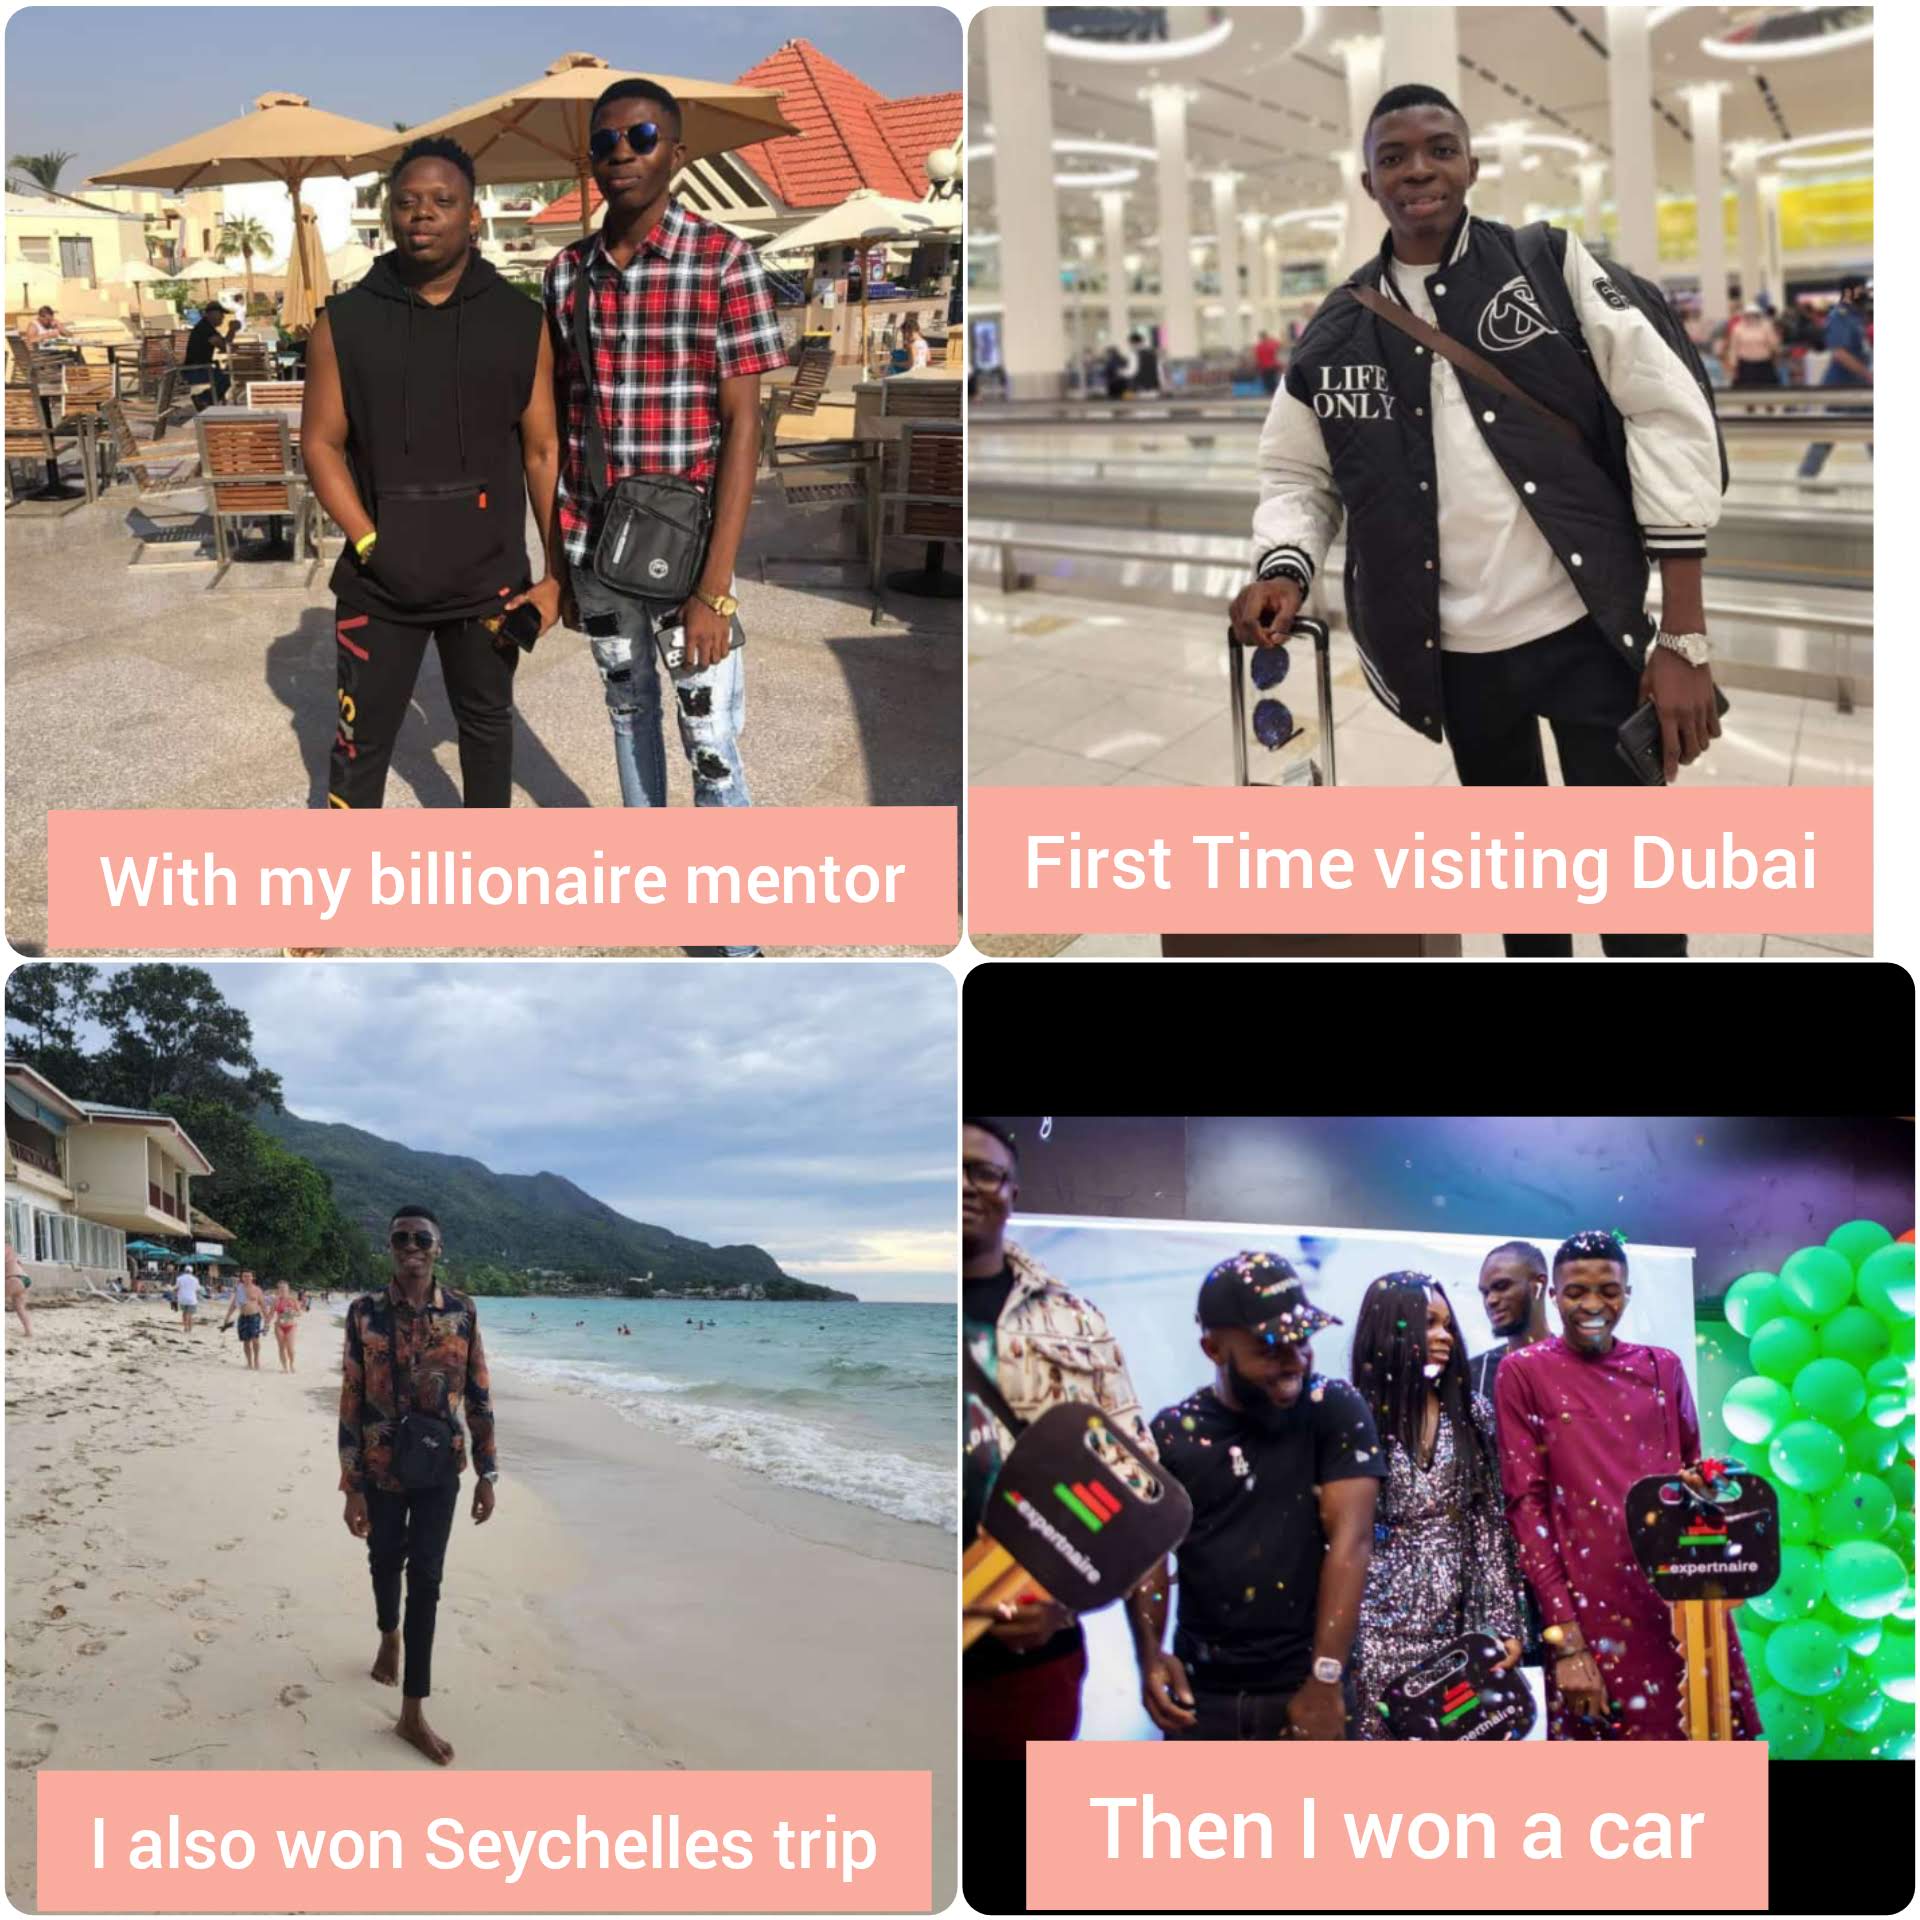 With my billionaire mentor
LIFE
ONLY
First Time visiting Dubai
I also won Seychelles trip
expertnaire
expertnaire
Then I won a car